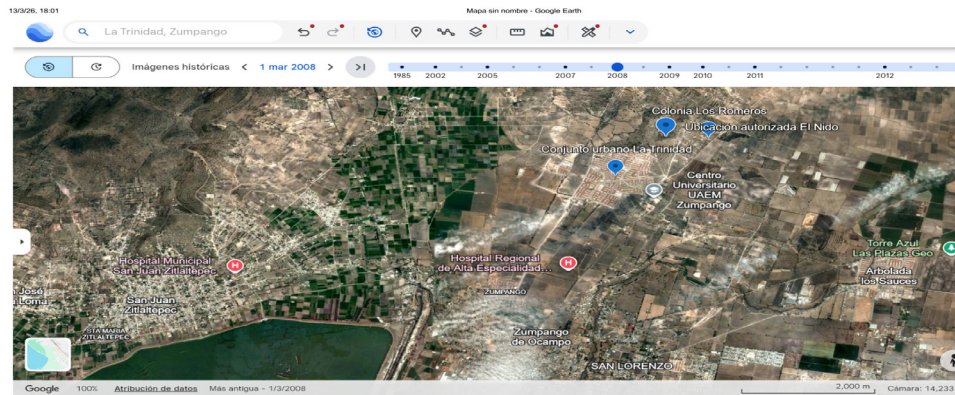 13/3/26, 18:01
Mapa sin nombre - Google Earth
La Trinidad, Zumpango
Imágenes históricas < 1 mar 2008 >
1985 2002 2005 2007 2008 2009 2010 2011 2012
Colonia Los Romeros
Ubicación autorizada El Nido
Conjunto urbano La Trinidad
Centro
Universitario
UAEM
Zumpango
Torre Azul
Las Plazas Geo
Hospital Municipal
San Juan Zitlaltepec
Hospital Regional
de Alta Especialidad...
Arbolada
los Sauces
n José
a Loma
San Juan
Zitlaltepec
ZUMPANGO
STA MARIA
ZITLALTEPEC
Zumpango
de Ocampo
SAN LORENZO
Google 100% Atribución de datos Más antigua - 1/3/2008 2,000 m Cámara: 14,233